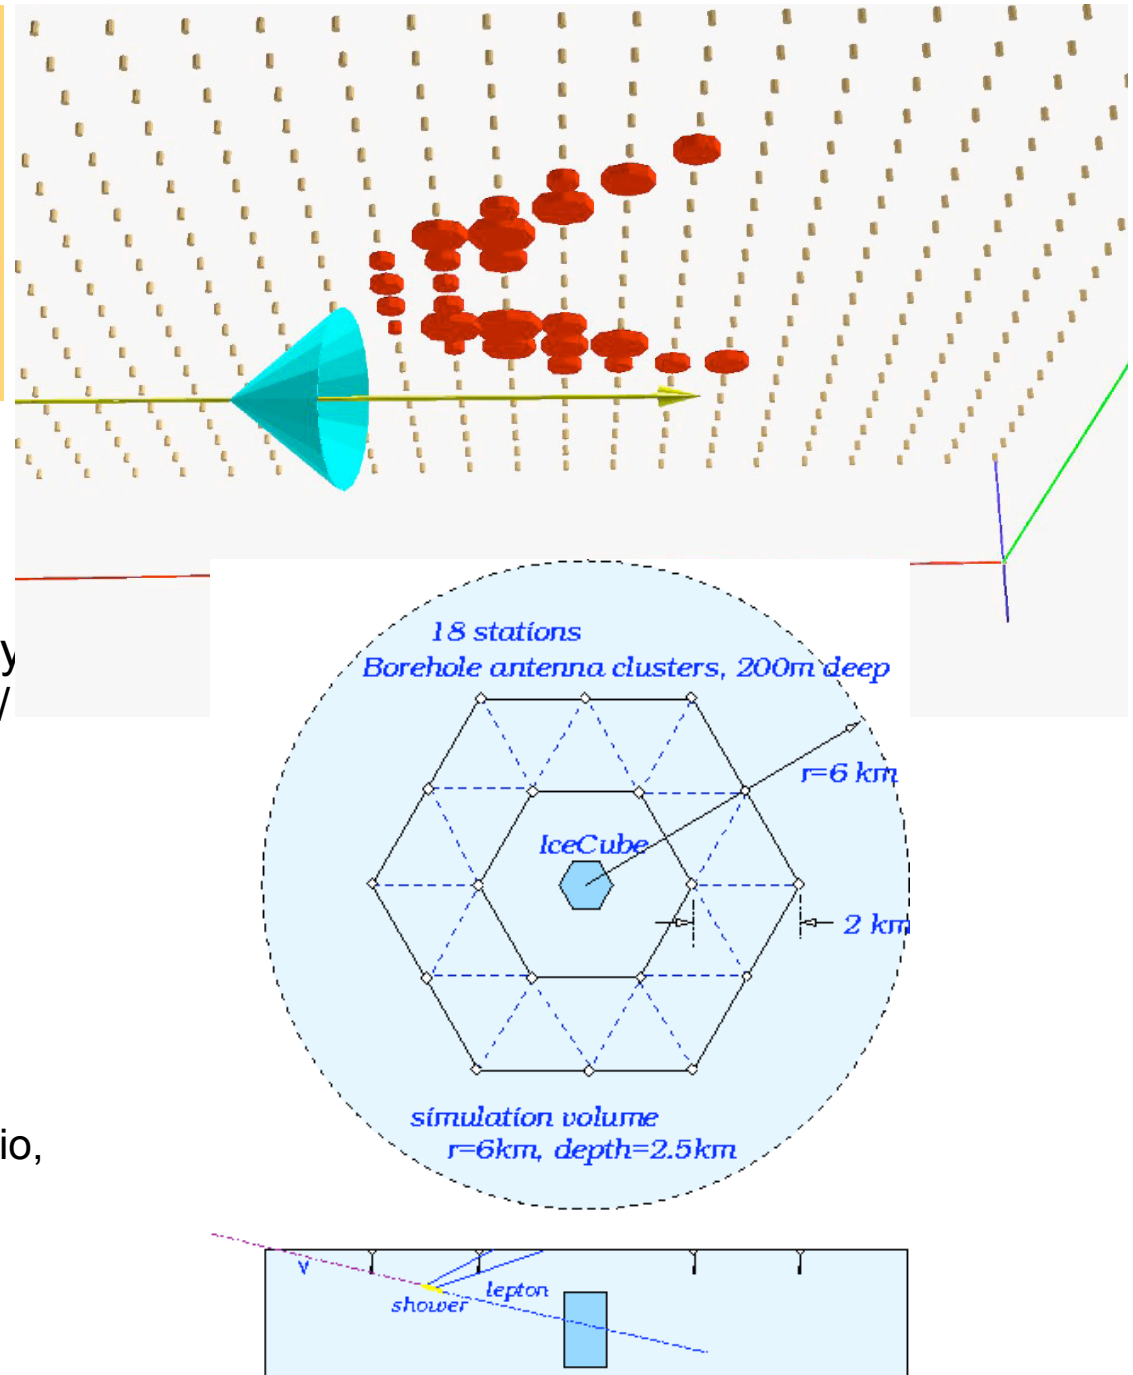 y
/
io,
18 stations
Borehole antenna clusters, 200m deep
r=6 km
IceCube
2 km
simulation volume
r=6km, depth=2.5km
ν
lepton
shower